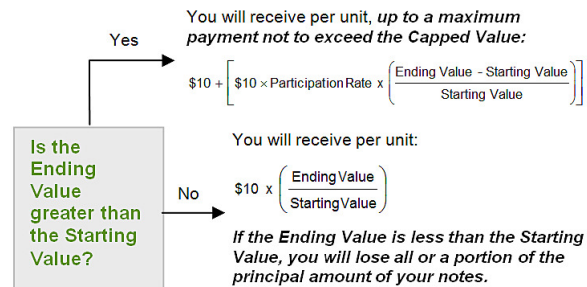 You will receive per unit, up to a maximum
payment not to exceed the Capped Value:
Yes
$10 + [ $10 × Participation Rate x ( Ending Value - Starting Value / Starting Value ) ]
Is the
Ending
Value
greater than
the Starting
Value?
No
You will receive per unit:
$10 x ( Ending Value / Starting Value )
If the Ending Value is less than the Starting
Value, you will lose all or a portion of the
principal amount of your notes.